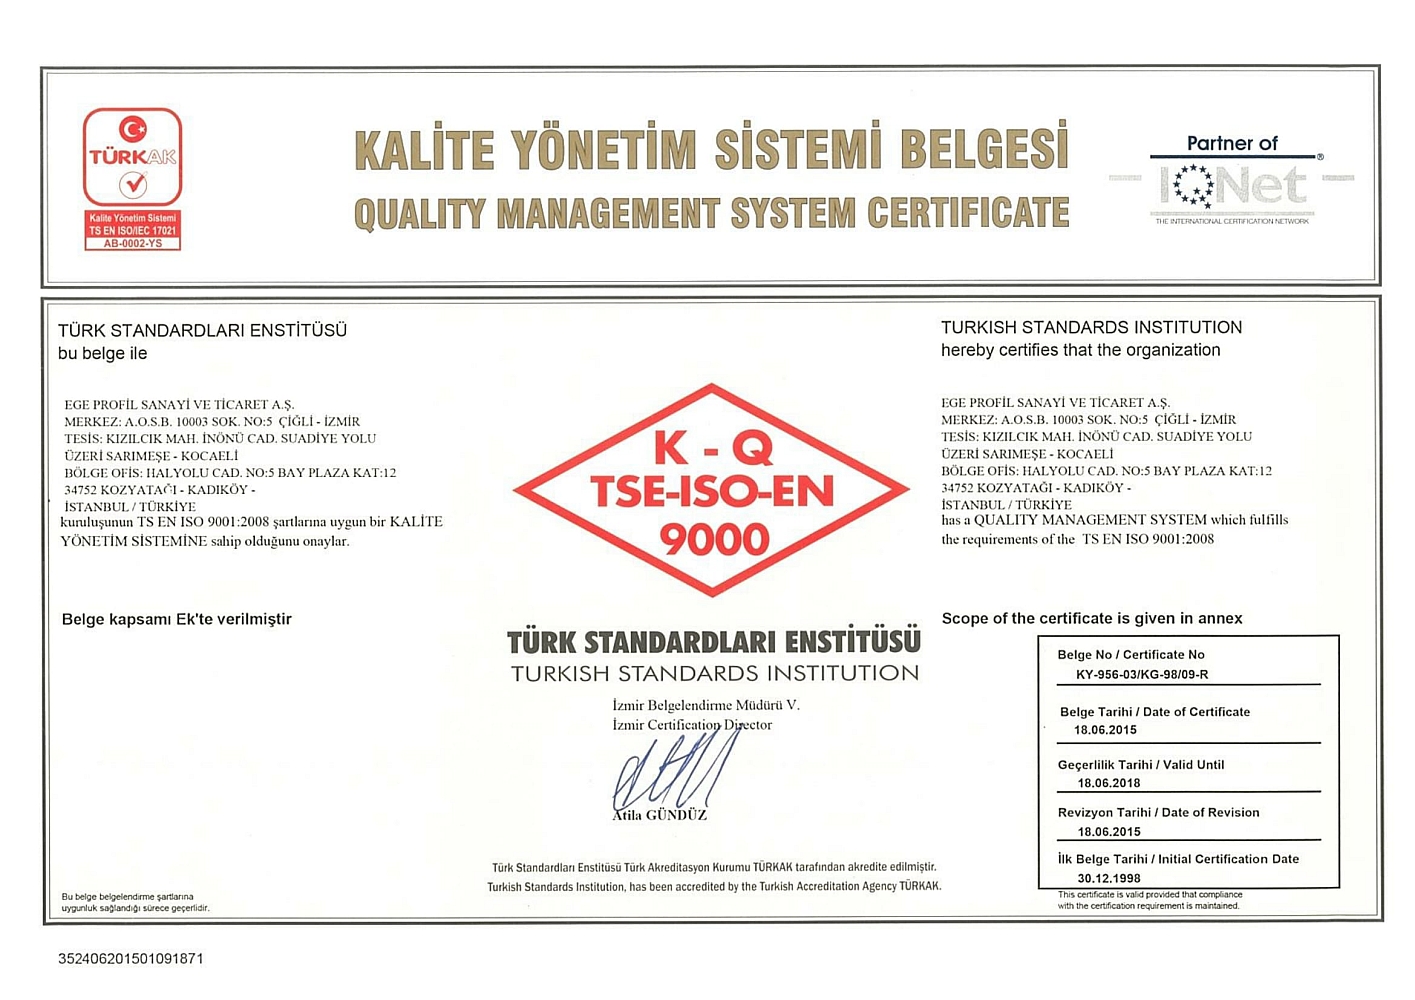 TÜRKAK
Kalite Yönetim Sistemi
TS EN ISO/IEC 17021
AB-0002-YS
KALİTE YÖNETİM SİSTEMİ BELGESİ
QUALITY MANAGEMENT SYSTEM CERTIFICATE
Partner of
IQNet ®
THE INTERNATIONAL CERTIFICATION NETWORK
TÜRK STANDARDLARI ENSTİTÜSÜ
bu belge ile
EGE PROFİL SANAYİ VE TİCARET A.Ş.
MERKEZ: A.O.S.B. 10003 SOK. NO:5 ÇİĞLİ - İZMİR
TESİS: KIZILCIK MAH. İNÖNÜ CAD. SUADİYE YOLU
ÜZERİ SARIMEŞE - KOCAELİ
BÖLGE OFİS: HALYOLU CAD. NO:5 BAY PLAZA KAT:12
34752 KOZYATAĞI - KADIKÖY -
İSTANBUL / TÜRKİYE
kuruluşunun TS EN ISO 9001:2008 şartlarına uygun bir KALİTE
YÖNETİM SİSTEMİNE sahip olduğunu onaylar.
Belge kapsamı Ek'te verilmiştir
Bu belge belgelendirme şartlarına
uygunluk sağlandığı sürece geçerlidir.
K - Q
TSE-ISO-EN
9000
TÜRK STANDARDLARI ENSTİTÜSÜ
TURKISH STANDARDS INSTITUTION
İzmir Belgelendirme Müdürü V.
İzmir Certification Director
Atila GÜNDÜZ
Türk Standardları Enstitüsü Türk Akreditasyon Kurumu TÜRKAK tarafından akredite edilmiştir.
Turkish Standards Institution, has been accredited by the Turkish Accreditation Agency TÜRKAK.
TURKISH STANDARDS INSTITUTION
hereby certifies that the organization
EGE PROFİL SANAYİ VE TİCARET A.Ş.
MERKEZ: A.O.S.B. 10003 SOK. NO:5 ÇİĞLİ - İZMİR
TESİS: KIZILCIK MAH. İNÖNÜ CAD. SUADİYE YOLU
ÜZERİ SARIMEŞE - KOCAELİ
BÖLGE OFİS: HALYOLU CAD. NO:5 BAY PLAZA KAT:12
34752 KOZYATAĞI - KADIKÖY -
İSTANBUL / TÜRKİYE
has a QUALITY MANAGEMENT SYSTEM which fulfills
the requirements of the TS EN ISO 9001:2008
Scope of the certificate is given in annex
Belge No / Certificate No
KY-956-03/KG-98/09-R
Belge Tarihi / Date of Certificate
18.06.2015
Geçerlilik Tarihi / Valid Until
18.06.2018
Revizyon Tarihi / Date of Revision
18.06.2015
İlk Belge Tarihi / Initial Certification Date
30.12.1998
This certificate is valid provided that compliance
with the certification requirement is maintained.
352406201501091871